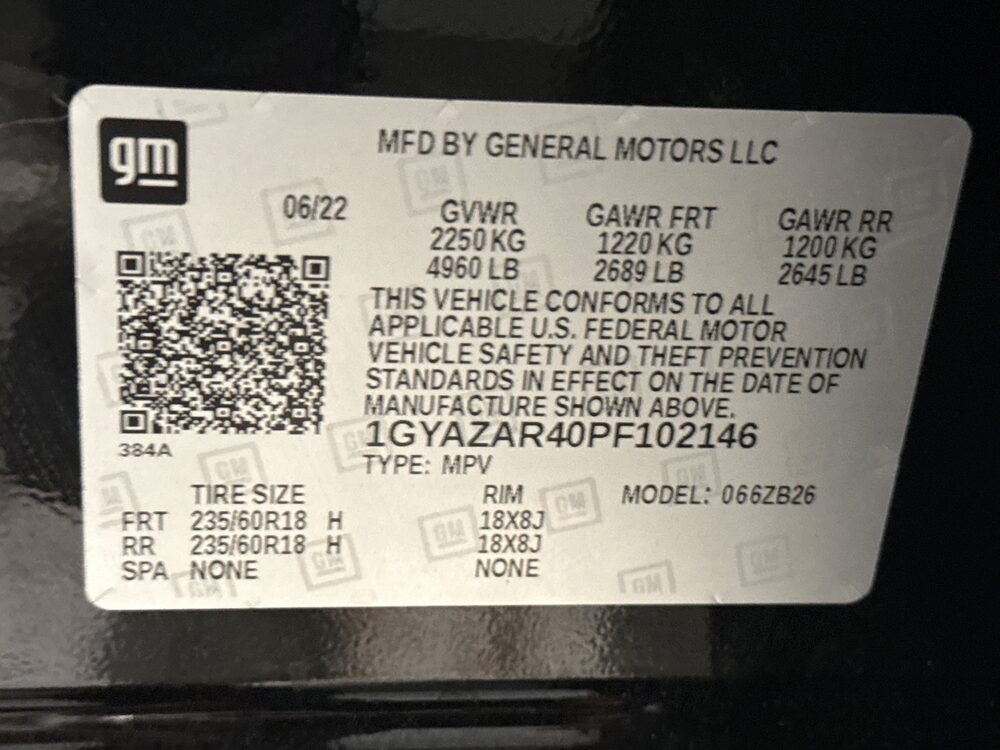 gm
MFD BY GENERAL MOTORS LLC
06/22 GVWR GAWR FRT GAWR RR
2250 KG 1220 KG 1200 KG
4960 LB 2689 LB 2645 LB
THIS VEHICLE CONFORMS TO ALL
APPLICABLE U.S. FEDERAL MOTOR
VEHICLE SAFETY AND THEFT PREVENTION
STANDARDS IN EFFECT ON THE DATE OF
MANUFACTURE SHOWN ABOVE.
1GYAZAR40PF102146
384A
TYPE: MPV
TIRE SIZE RIM MODEL: 066ZB26
FRT 235/60R18 H 18X8J
RR 235/60R18 H 18X8J
SPA NONE NONE